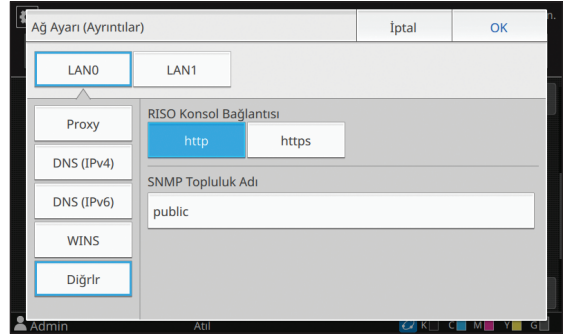 Ağ Ayarı (Ayrıntılar)
İptal
OK
n.
LAN0
LAN1
Proxy
DNS (IPv4)
DNS (IPv6)
WINS
Diğrlr
RISO Konsol Bağlantısı
http
https
SNMP Topluluk Adı
public
Admin
Atıl
K C M Y G